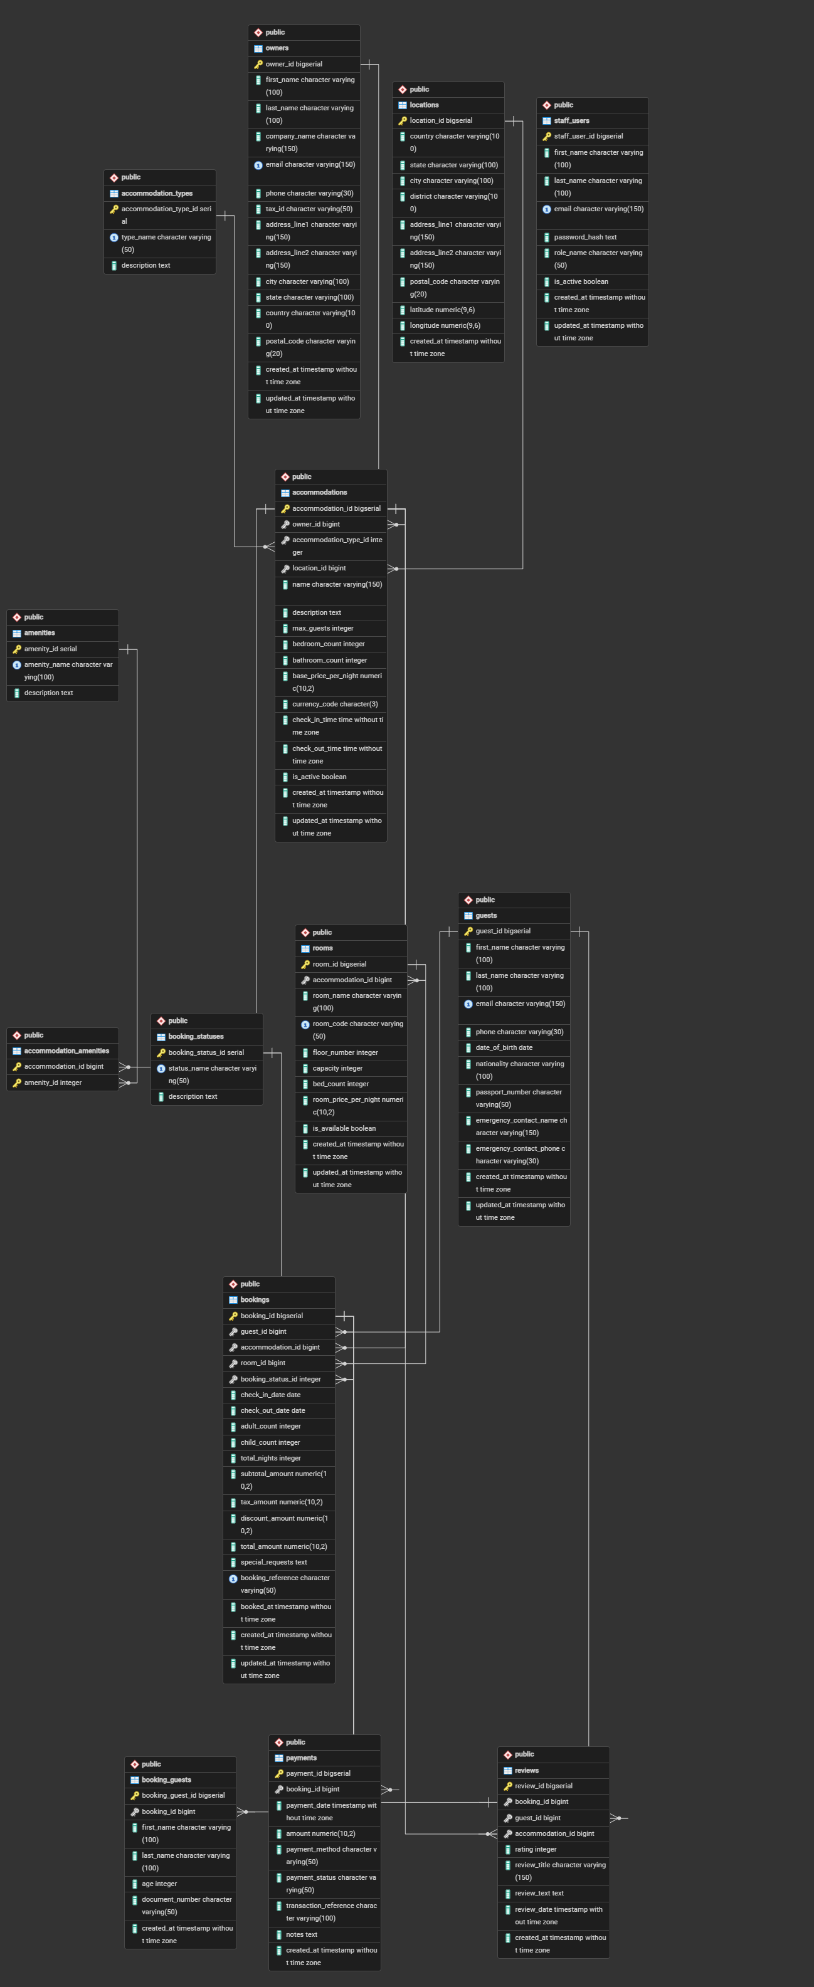 public
owners
owner_id bigserial
first_name character varying
(100)
last_name character varying
(100)
company_name character va
rying(150)
email character varying(150)
phone character varying(30)
tax_id character varying(50)
address_line1 character varyi
ng(150)
address_line2 character varyi
ng(150)
city character varying(100)
state character varying(100)
country character varying(10
0)
postal_code character varyin
g(20)
created_at timestamp withou
t time zone
updated_at timestamp witho
ut time zone
public
locations
location_id bigserial
country character varying(10
0)
state character varying(100)
city character varying(100)
district character varying(10
0)
address_line1 character varyi
ng(150)
address_line2 character varyi
ng(150)
postal_code character varyin
g(20)
latitude numeric(9,6)
longitude numeric(9,6)
created_at timestamp withou
t time zone
public
staff_users
staff_user_id bigserial
first_name character varying
(100)
last_name character varying
(100)
email character varying(150)
password_hash text
role_name character varying
(50)
is_active boolean
created_at timestamp withou
t time zone
updated_at timestamp witho
ut time zone
public
accommodation_types
accommodation_type_id seri
al
type_name character varying
(50)
description text
public
accommodations
accommodation_id bigserial
owner_id bigint
accommodation_type_id inte
ger
location_id bigint
name character varying(150)
description text
max_guests integer
bedroom_count integer
bathroom_count integer
base_price_per_night numeri
c(10,2)
currency_code character(3)
check_in_time time without ti
me zone
check_out_time time without
time zone
is_active boolean
created_at timestamp withou
t time zone
updated_at timestamp witho
ut time zone
public
amenities
amenity_id serial
amenity_name character var
ying(100)
description text
public
guests
guest_id bigserial
first_name character varying
(100)
last_name character varying
(100)
email character varying(150)
phone character varying(30)
date_of_birth date
nationality character varying
(100)
passport_number character
varying(50)
emergency_contact_name ch
aracter varying(150)
emergency_contact_phone c
haracter varying(30)
created_at timestamp withou
t time zone
updated_at timestamp witho
ut time zone
public
rooms
room_id bigserial
accommodation_id bigint
room_name character varyin
g(100)
room_code character varying
(50)
floor_number integer
capacity integer
bed_count integer
room_price_per_night numeri
c(10,2)
is_available boolean
created_at timestamp withou
t time zone
updated_at timestamp witho
ut time zone
public
booking_statuses
booking_status_id serial
status_name character varyi
ng(50)
description text
public
accommodation_amenities
accommodation_id bigint
amenity_id integer
public
bookings
booking_id bigserial
guest_id bigint
accommodation_id bigint
room_id bigint
booking_status_id integer
check_in_date date
check_out_date date
adult_count integer
child_count integer
total_nights integer
subtotal_amount numeric(1
0,2)
tax_amount numeric(10,2)
discount_amount numeric(1
0,2)
total_amount numeric(10,2)
special_requests text
booking_reference character
varying(50)
booked_at timestamp withou
t time zone
created_at timestamp withou
t time zone
updated_at timestamp witho
ut time zone
public
booking_guests
booking_guest_id bigserial
booking_id bigint
first_name character varying
(100)
last_name character varying
(100)
age integer
document_number character
varying(50)
created_at timestamp withou
t time zone
public
payments
payment_id bigserial
booking_id bigint
payment_date timestamp wit
hout time zone
amount numeric(10,2)
payment_method character v
arying(50)
payment_status character va
rying(50)
transaction_reference charac
ter varying(100)
notes text
created_at timestamp withou
t time zone
public
reviews
review_id bigserial
booking_id bigint
guest_id bigint
accommodation_id bigint
rating integer
review_title character varying
(150)
review_text text
review_date timestamp with
out time zone
created_at timestamp withou
t time zone